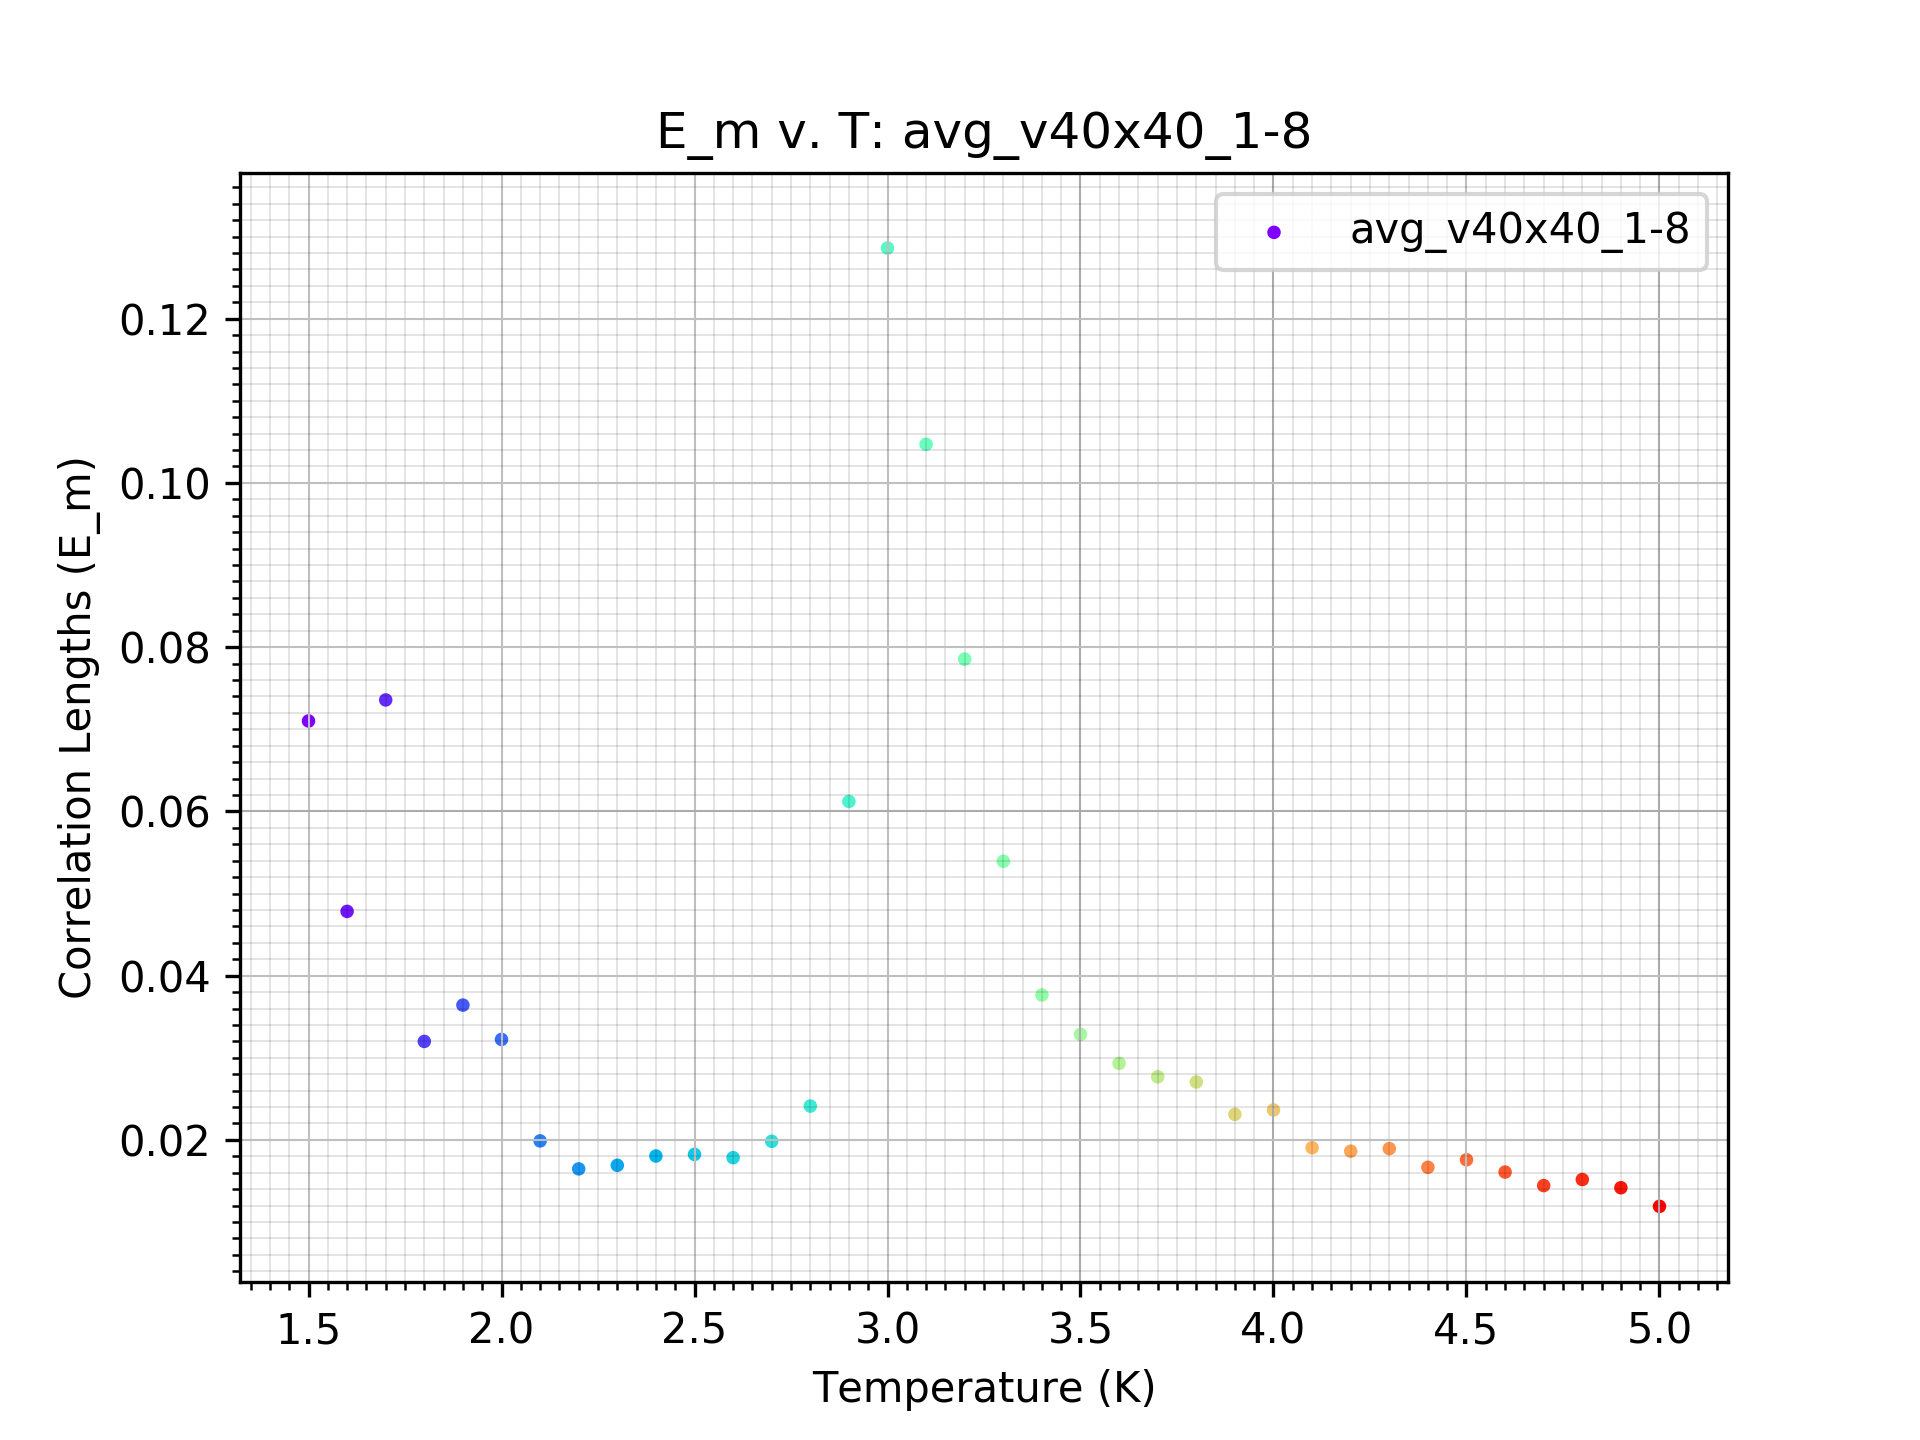 E_m v. T: avg_v40x40_1-8
avg_v40x40_1-8
Correlation Lengths (E_m)
0.12
0.10
0.08
0.06
0.04
0.02
1.5 2.0 2.5 3.0 3.5 4.0 4.5 5.0
Temperature (K)